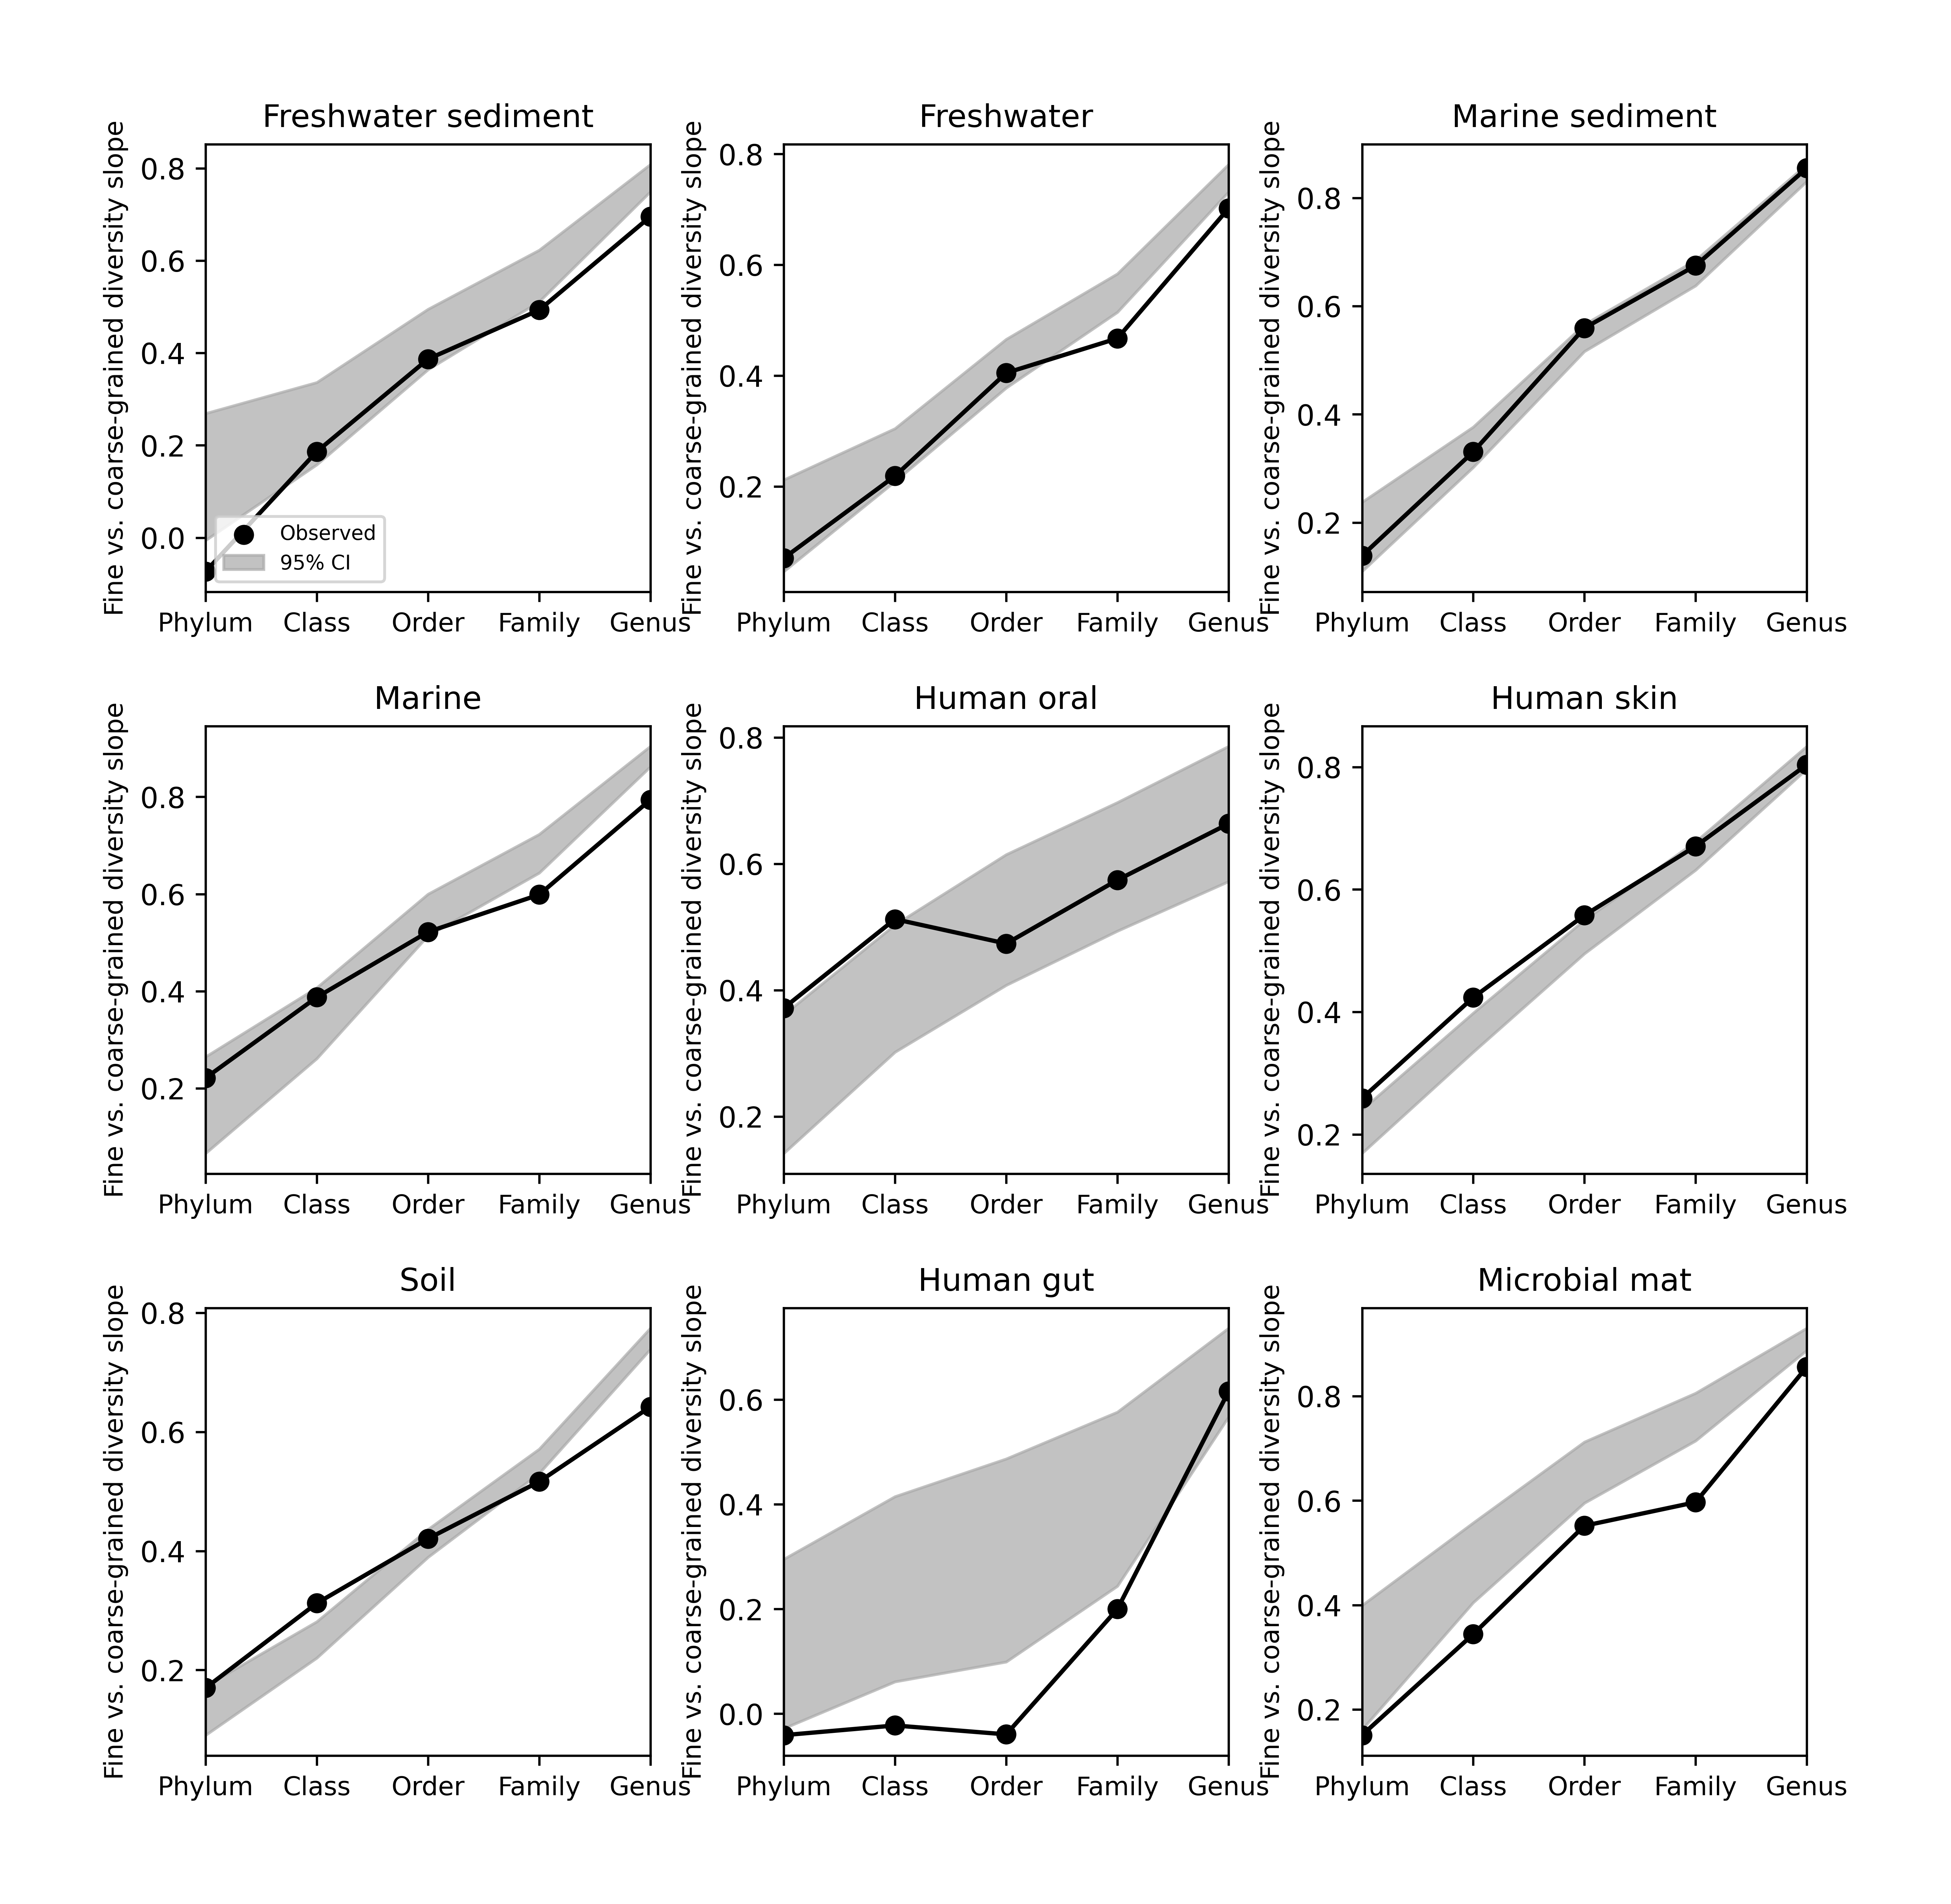 Freshwater sediment
Fine vs. coarse-grained diversity slope
0.8
0.6
0.4
0.2
0.0
Observed
95% CI
Phylum Class Order Family Genus
Freshwater
Fine vs. coarse-grained diversity slope
0.8
0.6
0.4
0.2
Phylum Class Order Family Genus
Marine sediment
Fine vs. coarse-grained diversity slope
0.8
0.6
0.4
0.2
Phylum Class Order Family Genus
Marine
Fine vs. coarse-grained diversity slope
0.8
0.6
0.4
0.2
Phylum Class Order Family Genus
Human oral
Fine vs. coarse-grained diversity slope
0.8
0.6
0.4
0.2
Phylum Class Order Family Genus
Human skin
Fine vs. coarse-grained diversity slope
0.8
0.6
0.4
0.2
Phylum Class Order Family Genus
Soil
Fine vs. coarse-grained diversity slope
0.8
0.6
0.4
0.2
Phylum Class Order Family Genus
Human gut
Fine vs. coarse-grained diversity slope
0.6
0.4
0.2
0.0
Phylum Class Order Family Genus
Microbial mat
Fine vs. coarse-grained diversity slope
0.8
0.6
0.4
0.2
Phylum Class Order Family Genus